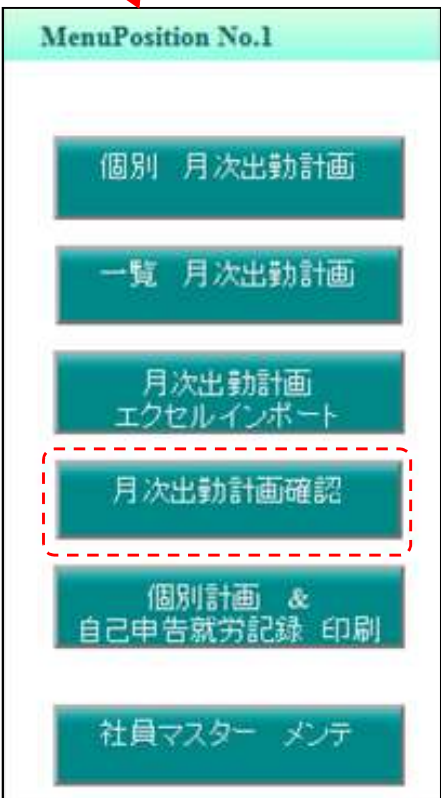 MenuPosition No.1
個別 月次出勤計画
一覧 月次出勤計画
月次出勤計画
エクセルインポート
月次出勤計画確認
個別計画 &
自己申告就労記録 印刷
社員マスター メンテ